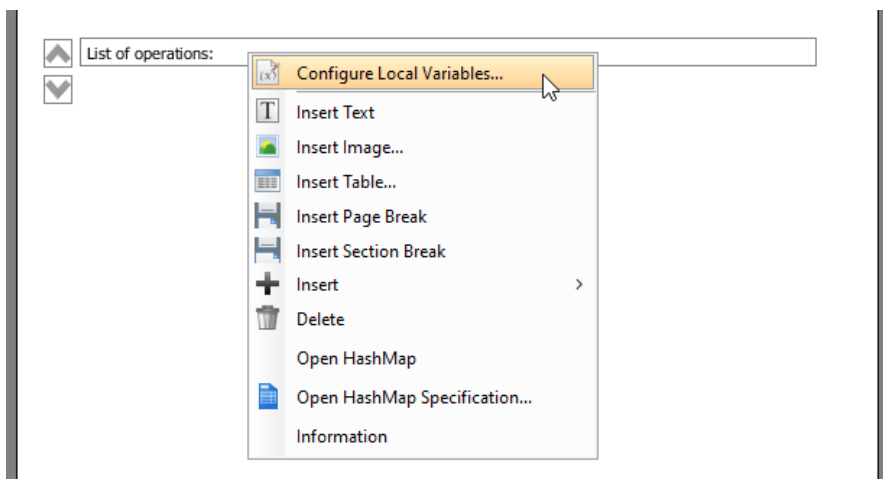 List of operations:
Configure Local Variables...
Insert Text
Insert Image...
Insert Table...
Insert Page Break
Insert Section Break
Insert
Delete
Open HashMap
Open HashMap Specification...
Information